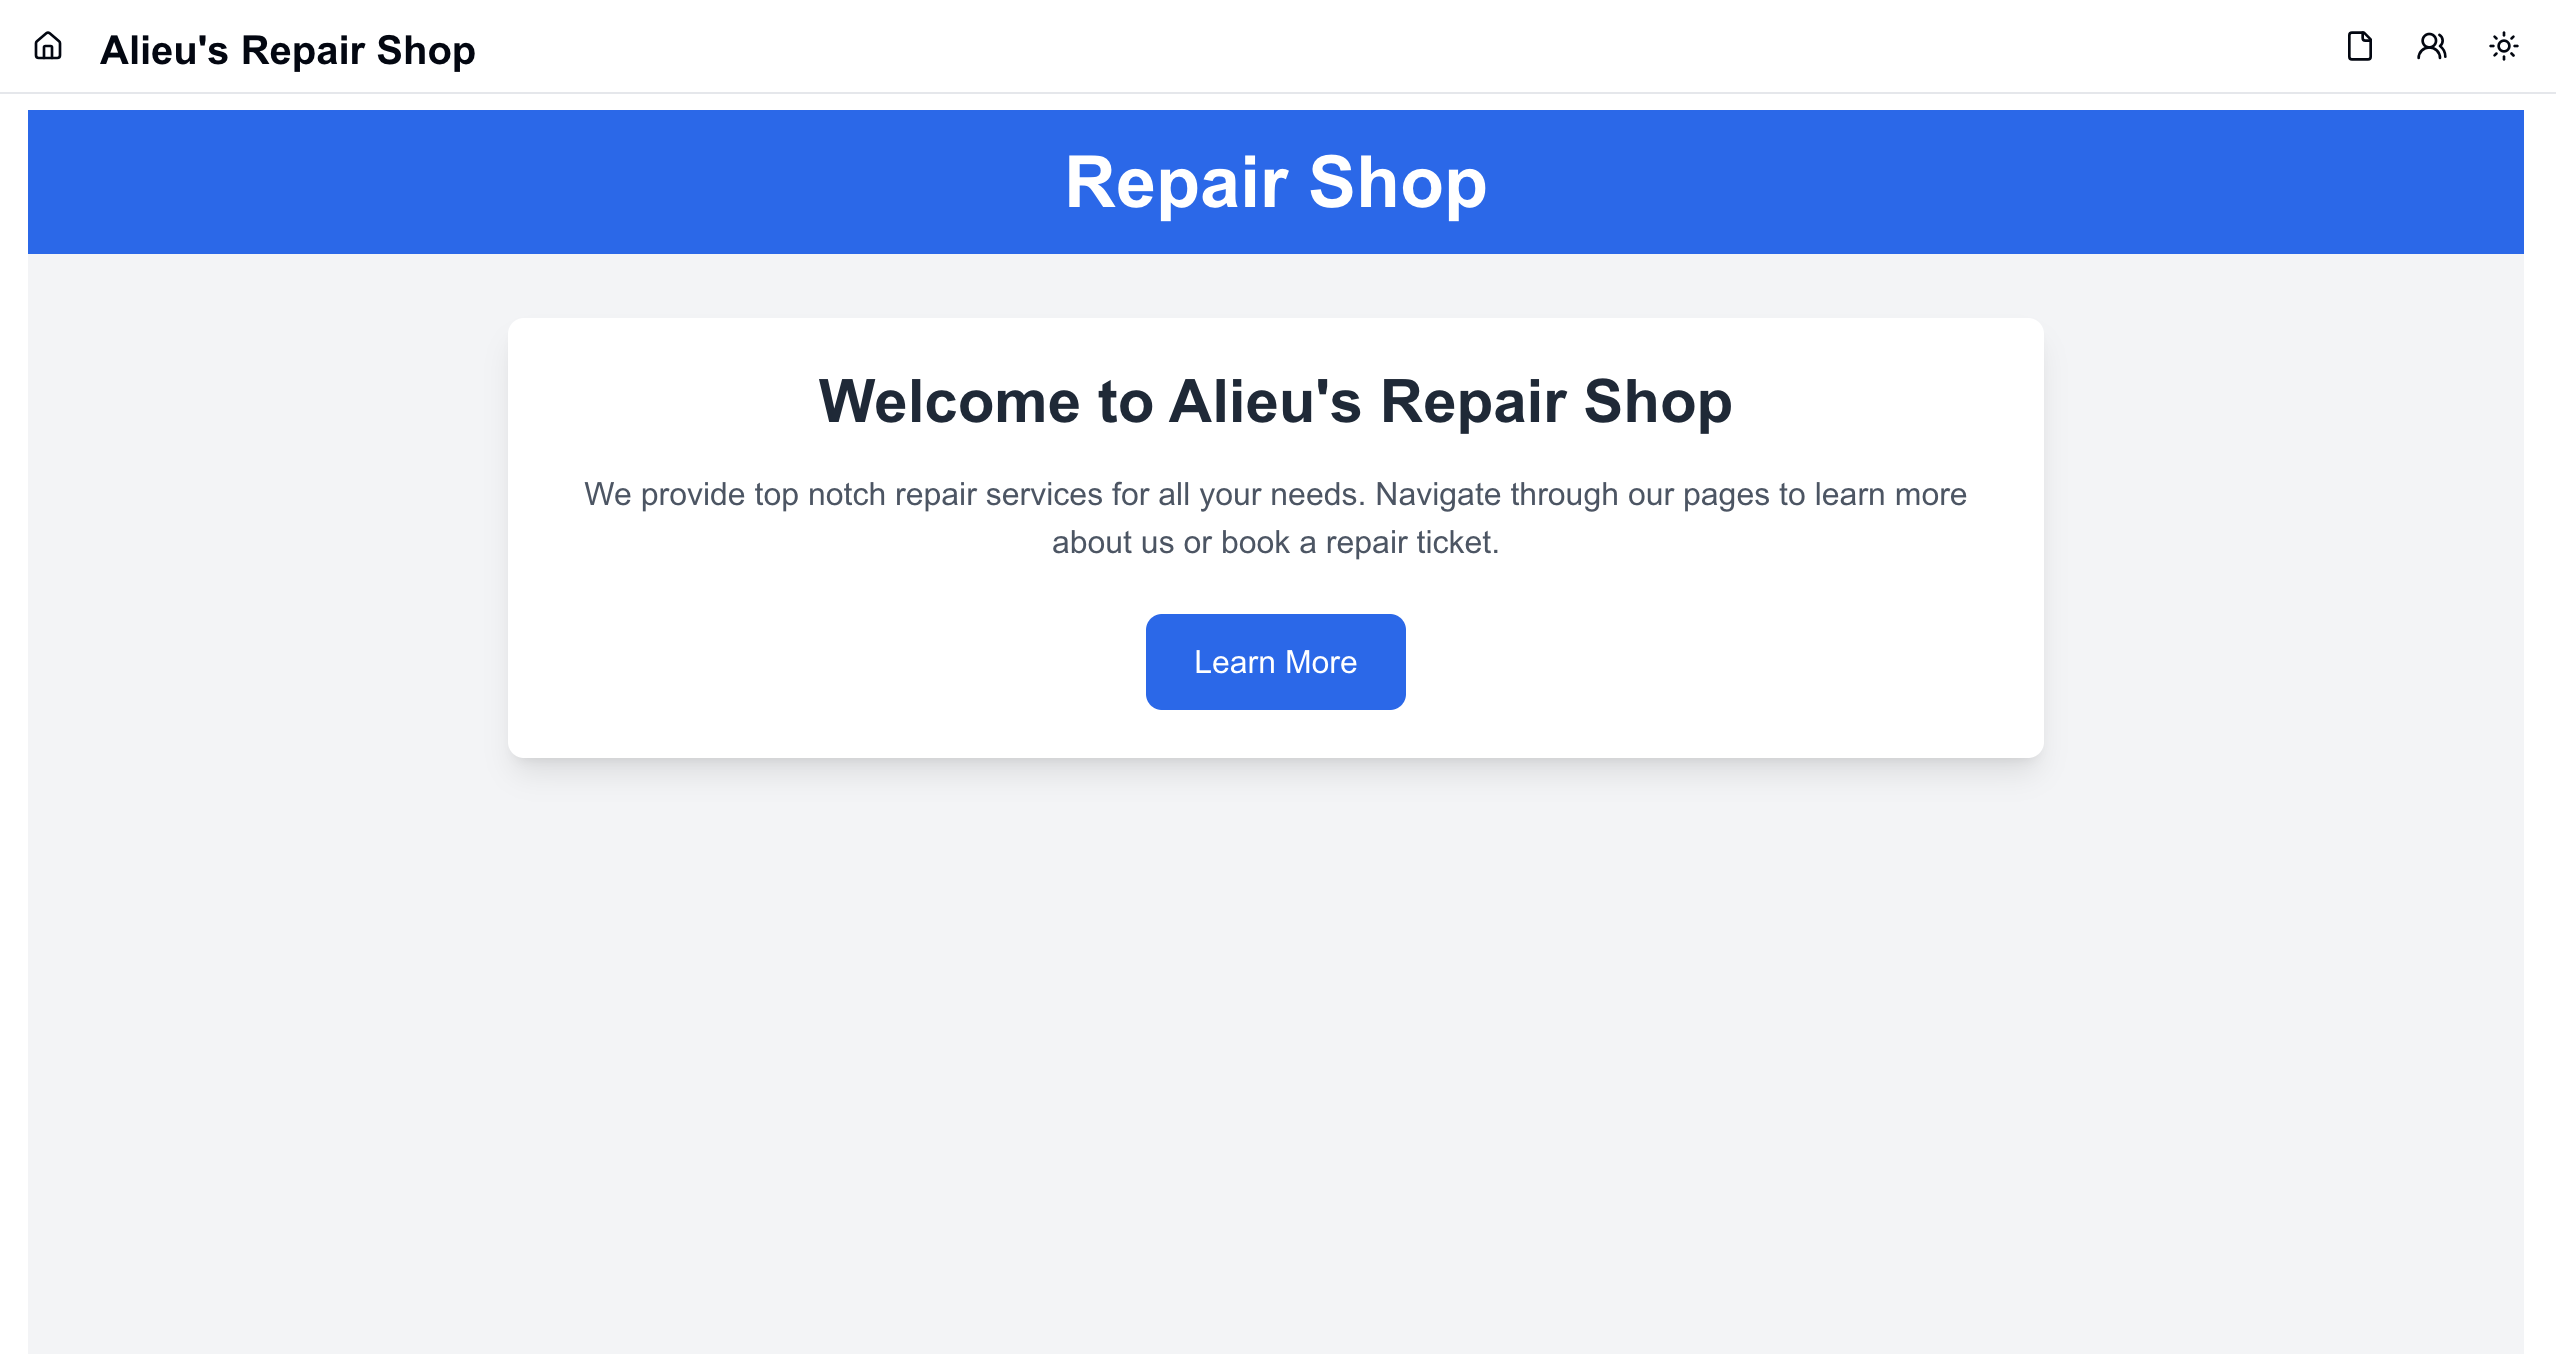 Alieu's Repair Shop
Repair Shop
Welcome to Alieu's Repair Shop
We provide top notch repair services for all your needs. Navigate through our pages to learn more
about us or book a repair ticket.
Learn More